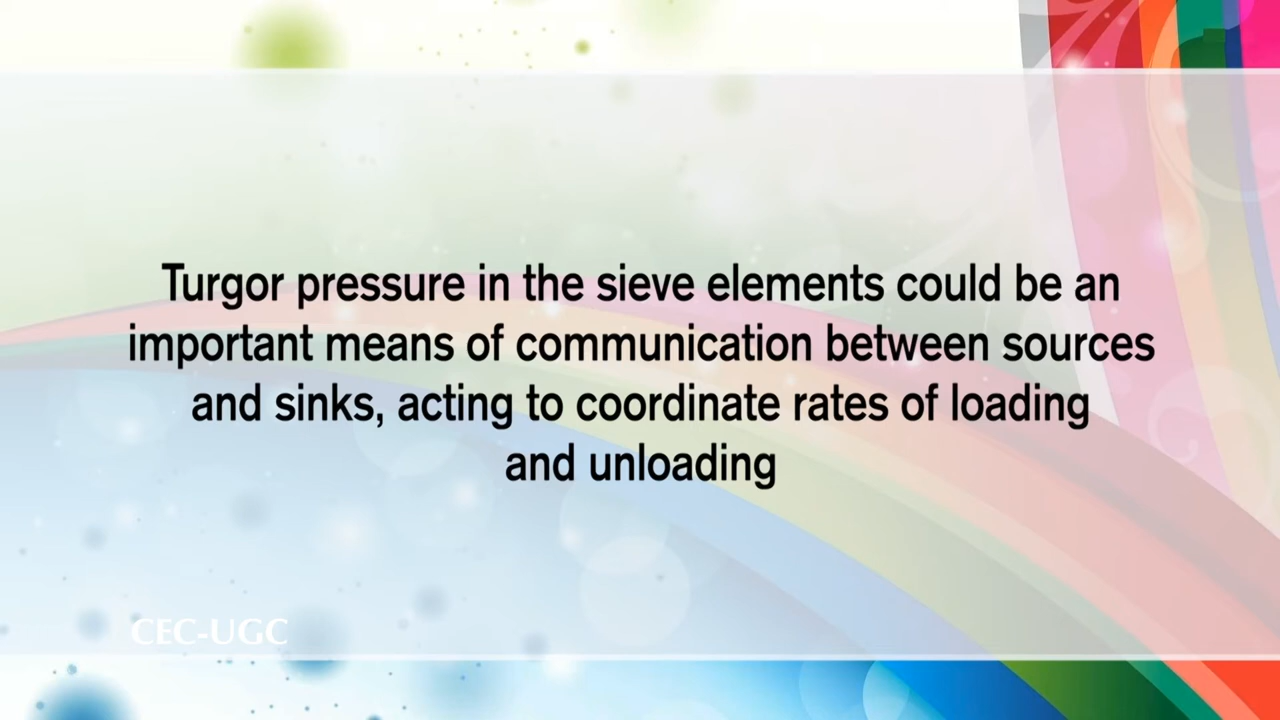 Turgor pressure in the sieve elements could be an
important means of communication between sources
and sinks, acting to coordinate rates of loading
and unloading
CEC-UGC